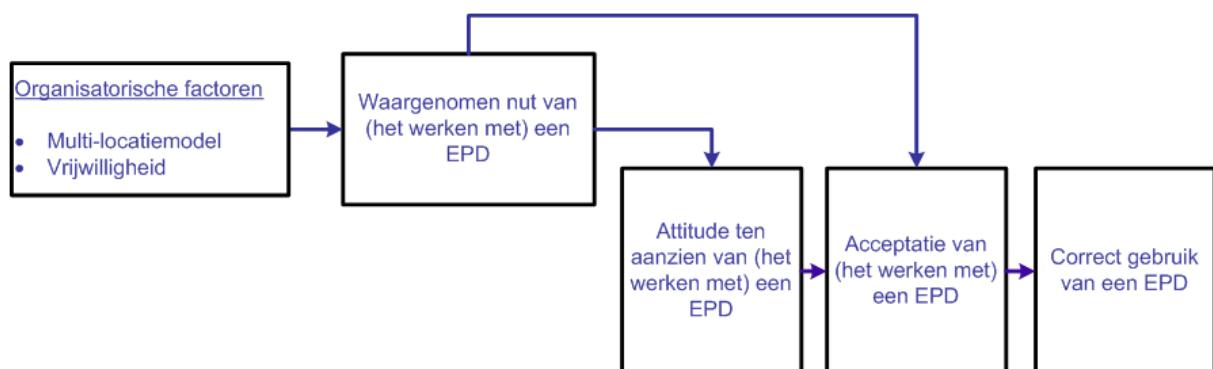 Organisatorische factoren
• Multi-locatiemodel
• Vrijwilligheid
Waargenomen nut van
(het werken met) een
EPD
Attitude ten
aanzien van (het
werken met) een
EPD
Acceptatie van
(het werken met)
een EPD
Correct gebruik
van een EPD